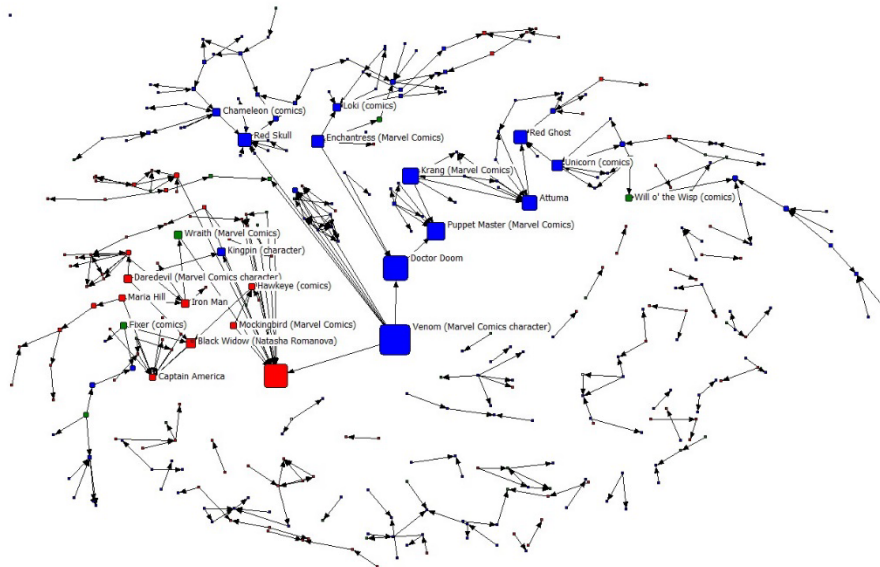 Chameleon (comics)
Loki (comics)
Red Skull
Enchantress (Marvel Comics)
Red Ghost
Unicorn (comics)
Krang (Marvel Comics)
Attuma
Will o' the Wisp (comics)
Puppet Master (Marvel Comics)
Wraith (Marvel Comics)
Kingpin (character)
Doctor Doom
Daredevil (Marvel Comics character)
Hawkeye (comics)
Maria Hill
Iron Man
Fixer (comics)
Mockingbird (Marvel Comics)
Venom (Marvel Comics character)
Black Widow (Natasha Romanova)
Captain America